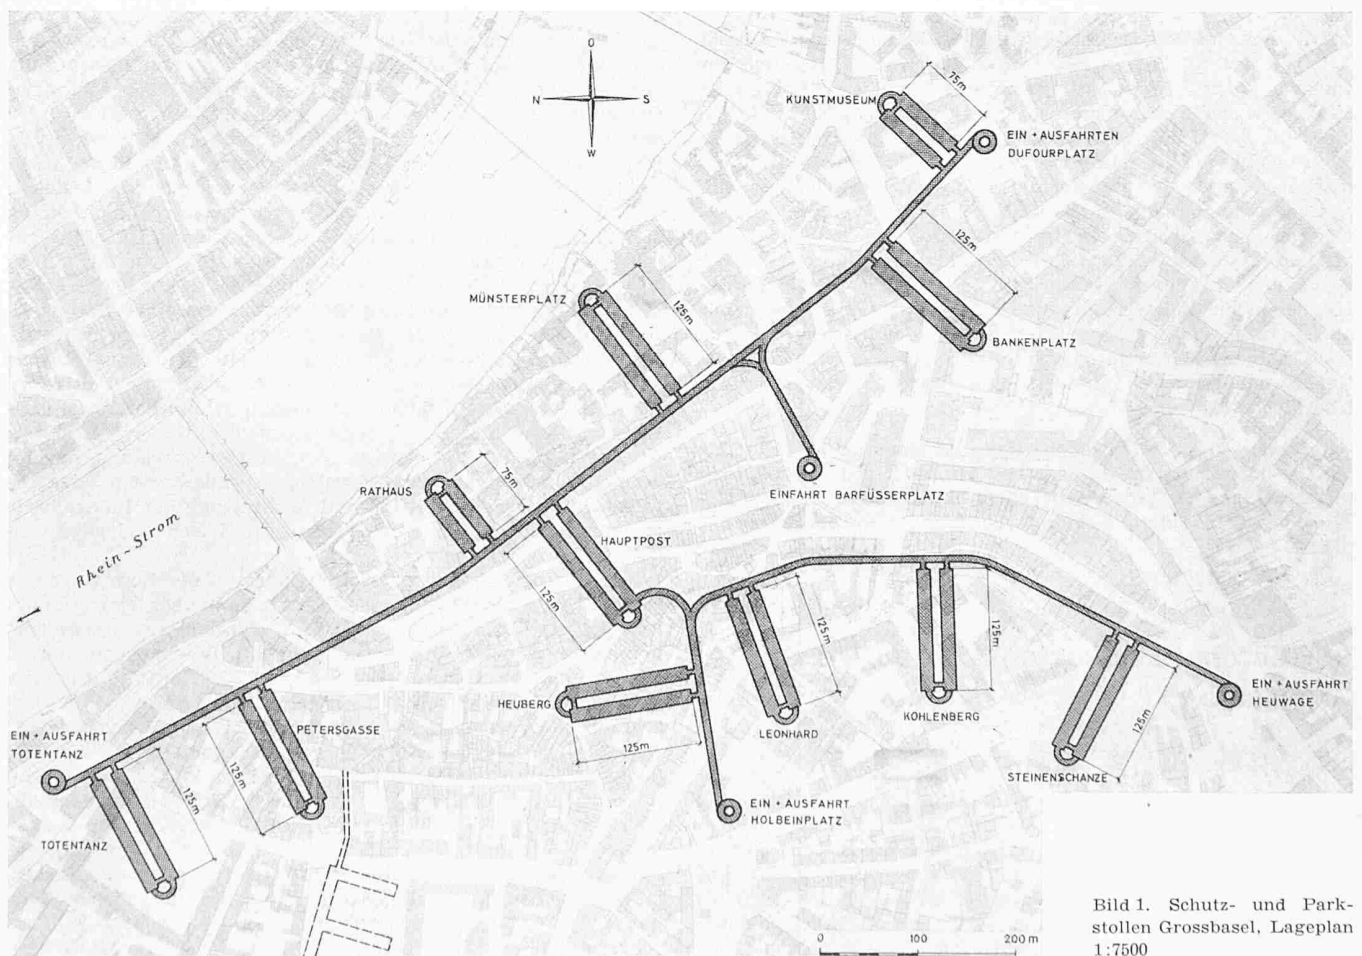 O
N
S
W
KUNSTMUSEUM
75m
EIN + AUSFAHRTEN
DUFOURPLATZ
125m
BANKENPLATZ
MÜNSTERPLATZ
125m
EINFAHRT BARFÜSSERPLATZ
RATHAUS
75m
HAUPTPOST
125m
Rhein-Strom
HEUBERG
125m
LEONHARD
125m
KOHLENBERG
125m
STEINENSCHANZE
125m
EIN + AUSFAHRT
HEUWAGE
EIN + AUSFAHRT
HOLBEINPLATZ
PETERSGASSE
125m
EIN + AUSFAHRT
TOTENTANZ
TOTENTANZ
125m
0 100 200 m
Bild 1. Schutz- und Park-
stollen Grossbasel, Lageplan
1:7500